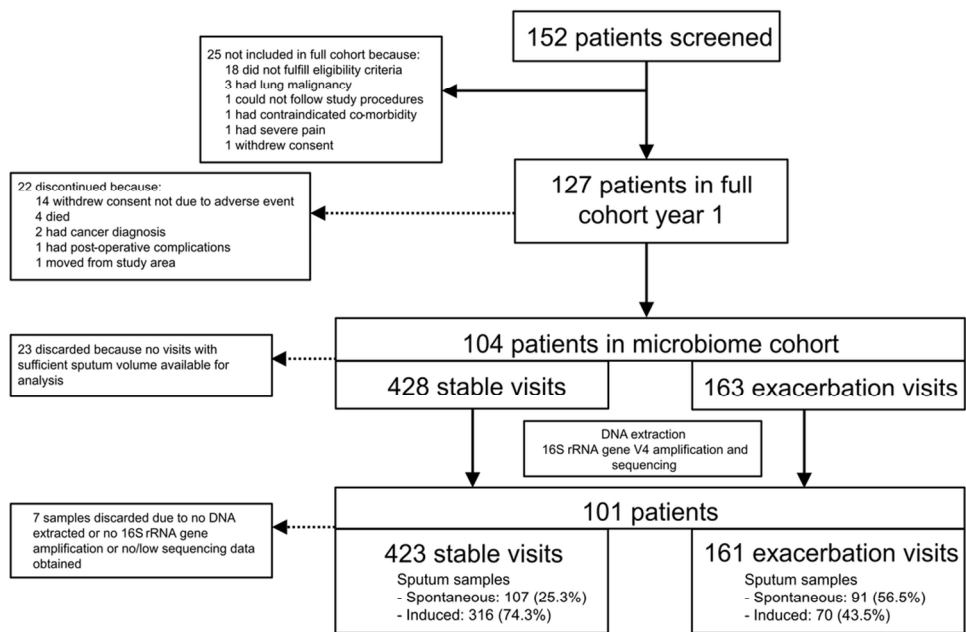 152 patients screened
25 not included in full cohort because:
18 did not fulfill eligibility criteria
3 had lung malignancy
1 could not follow study procedures
1 had contraindicated co-morbidity
1 had severe pain
1 withdrew consent
127 patients in full
cohort year 1
22 discontinued because:
14 withdrew consent not due to adverse event
4 died
2 had cancer diagnosis
1 had post-operative complications
1 moved from study area
104 patients in microbiome cohort
23 discarded because no visits with
sufficient sputum volume available for
analysis
428 stable visits
163 exacerbation visits
DNA extraction
16S rRNA gene V4 amplification and
sequencing
101 patients
7 samples discarded due to no DNA
extracted or no 16S rRNA gene
amplification or no/low sequencing data
obtained
423 stable visits
Sputum samples
- Spontaneous: 107 (25.3%)
- Induced: 316 (74.3%)
161 exacerbation visits
Sputum samples
- Spontaneous: 91 (56.5%)
- Induced: 70 (43.5%)